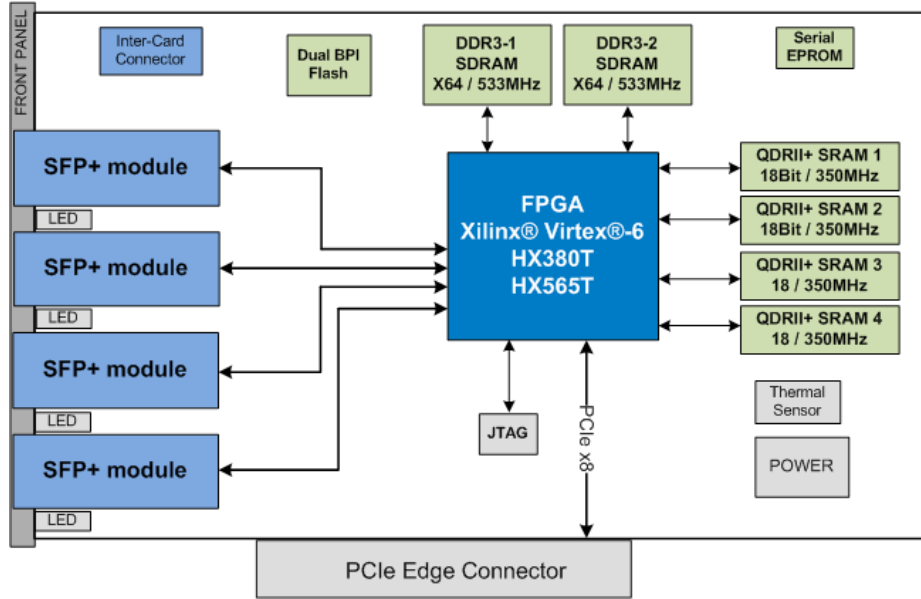 FRONT PANEL
Inter-Card
Connector
Dual BPI
Flash
DDR3-1
SDRAM
X64 / 533MHz
DDR3-2
SDRAM
X64 / 533MHz
Serial
EPROM
SFP+ module
LED
SFP+ module
LED
SFP+ module
LED
SFP+ module
LED
FPGA
Xilinx® Virtex®-6
HX380T
HX565T
QDRII+ SRAM 1
18Bit / 350MHz
QDRII+ SRAM 2
18Bit / 350MHz
QDRII+ SRAM 3
18 / 350MHz
QDRII+ SRAM 4
18 / 350MHz
JTAG
PCIe x8
Thermal
Sensor
POWER
PCIe Edge Connector